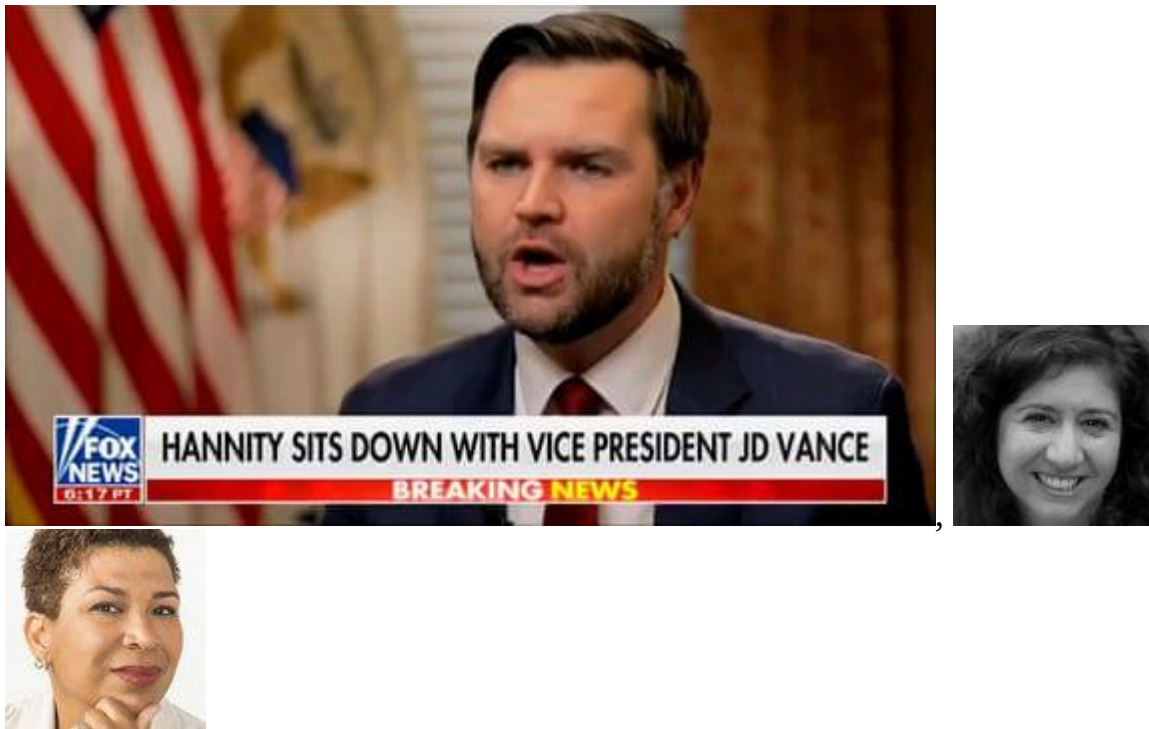 HANNITY SITS DOWN WITH VICE PRESIDENT JD VANCE
FOX
NEWS
6:17 PT
BREAKING NEWS
,